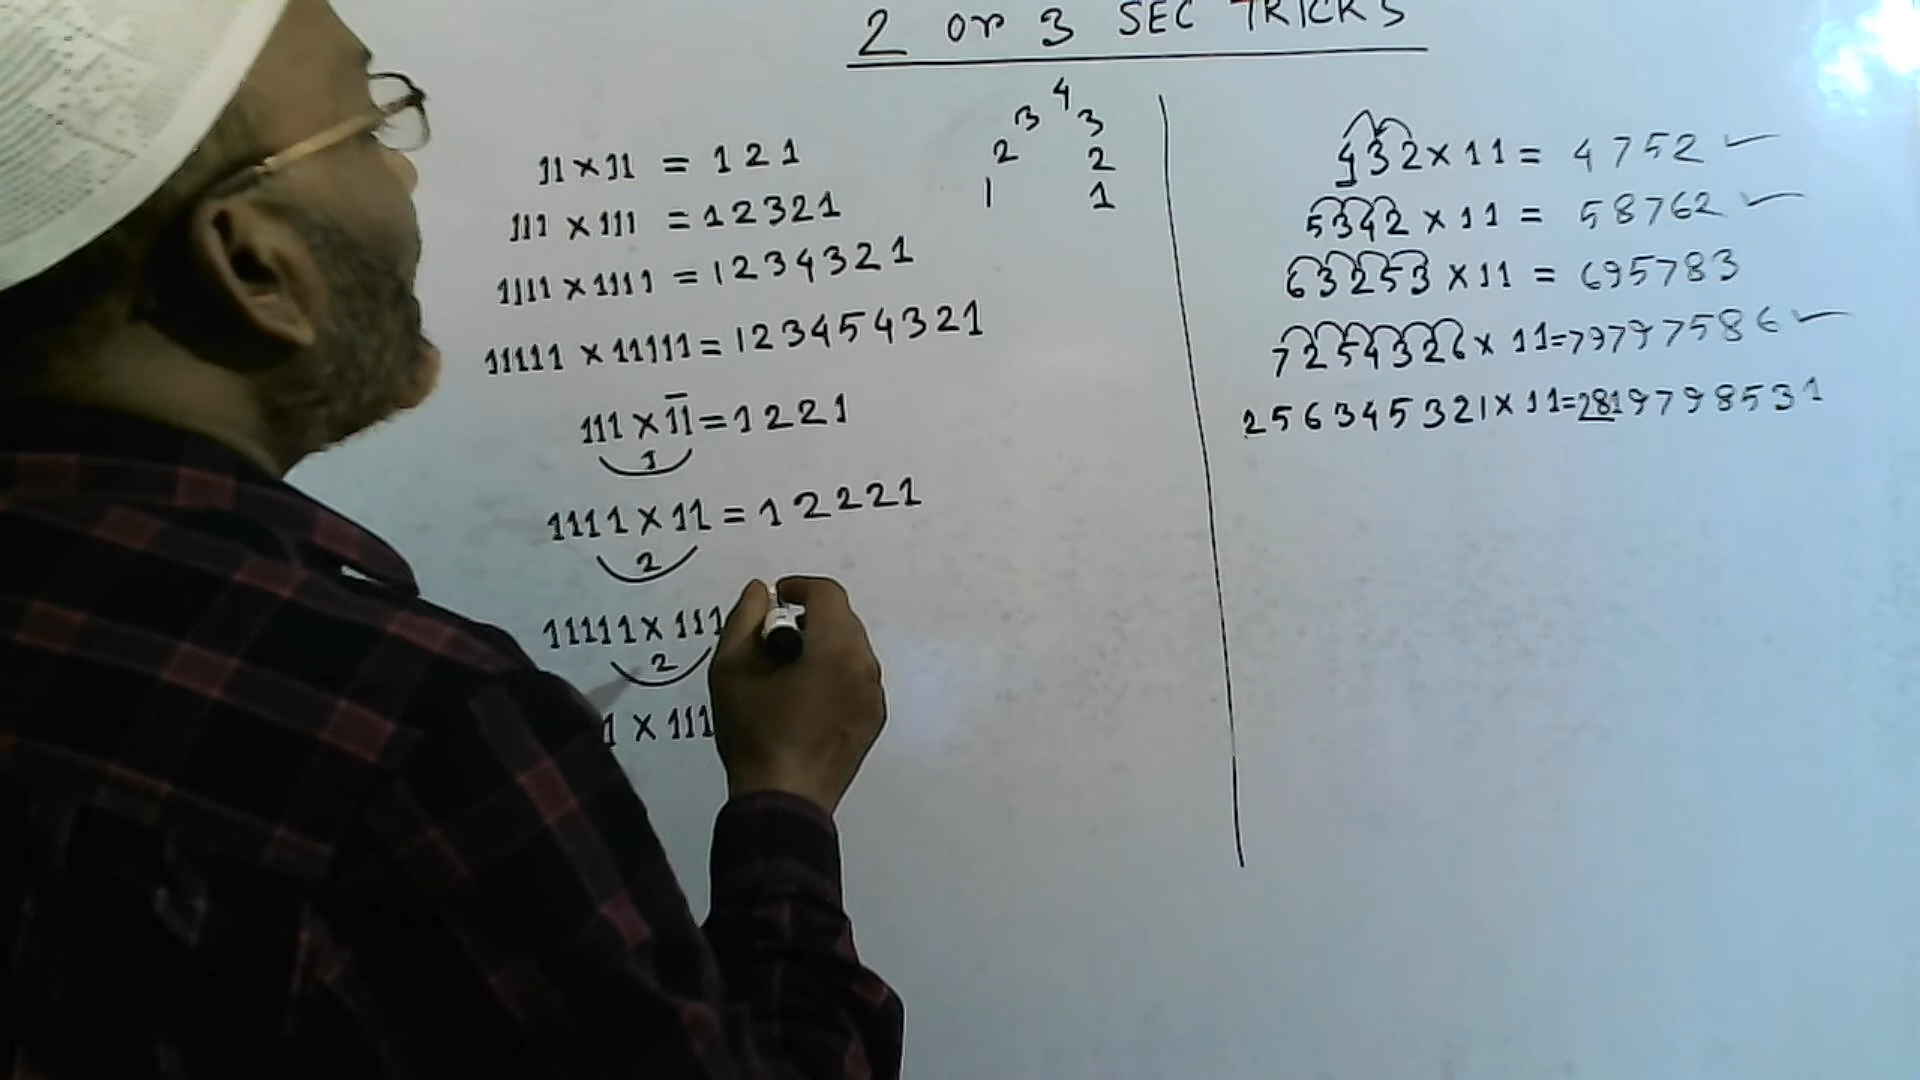 2 or 3 SEC TRICKS
11 x 11 = 121
111 x 111 = 12321
1111 x 1111 = 1234321
11111 x 11111 = 123454321
111 x 11 = 1221
1
1111 x 11 = 12221
2
11111 x 111
2
1 x 111
4
3 3
2 2
1 1
432 x 11 = 4752
5342 x 11 = 58762
63253 x 11 = 695783
7254326 x 11 = 79797586
256345321 x 11 = 2819798531